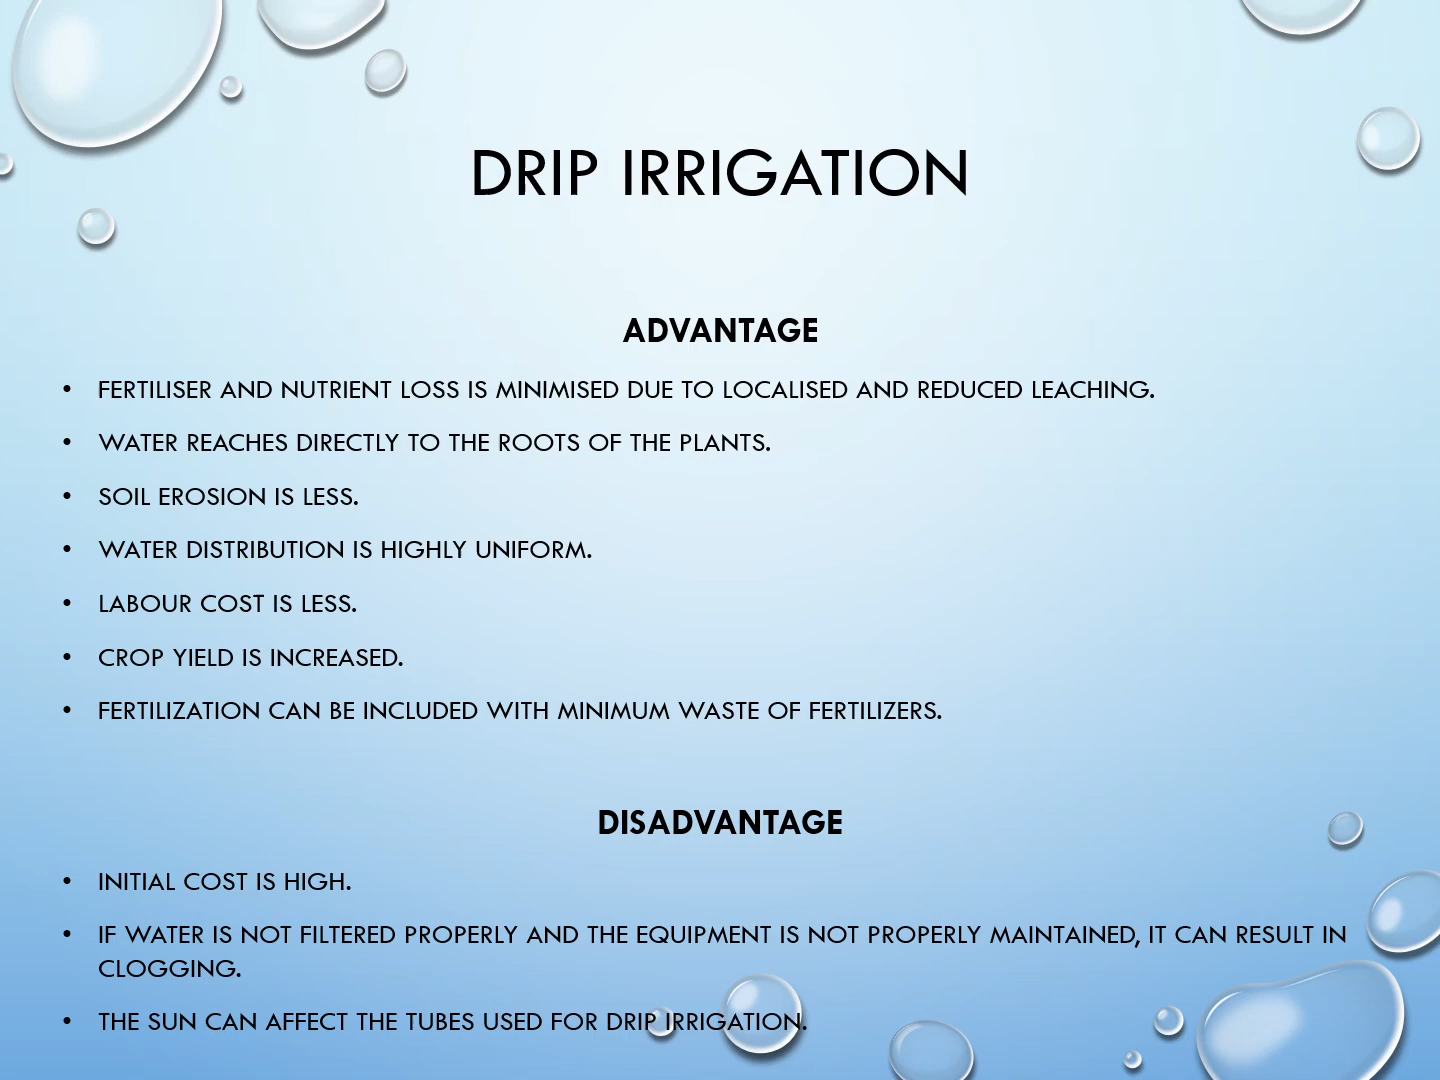 DRIP IRRIGATION
ADVANTAGE
• FERTILISER AND NUTRIENT LOSS IS MINIMISED DUE TO LOCALISED AND REDUCED LEACHING.
• WATER REACHES DIRECTLY TO THE ROOTS OF THE PLANTS.
• SOIL EROSION IS LESS.
• WATER DISTRIBUTION IS HIGHLY UNIFORM.
• LABOUR COST IS LESS.
• CROP YIELD IS INCREASED.
• FERTILIZATION CAN BE INCLUDED WITH MINIMUM WASTE OF FERTILIZERS.
DISADVANTAGE
• INITIAL COST IS HIGH.
• IF WATER IS NOT FILTERED PROPERLY AND THE EQUIPMENT IS NOT PROPERLY MAINTAINED, IT CAN RESULT IN
CLOGGING.
• THE SUN CAN AFFECT THE TUBES USED FOR DRIP IRRIGATION.